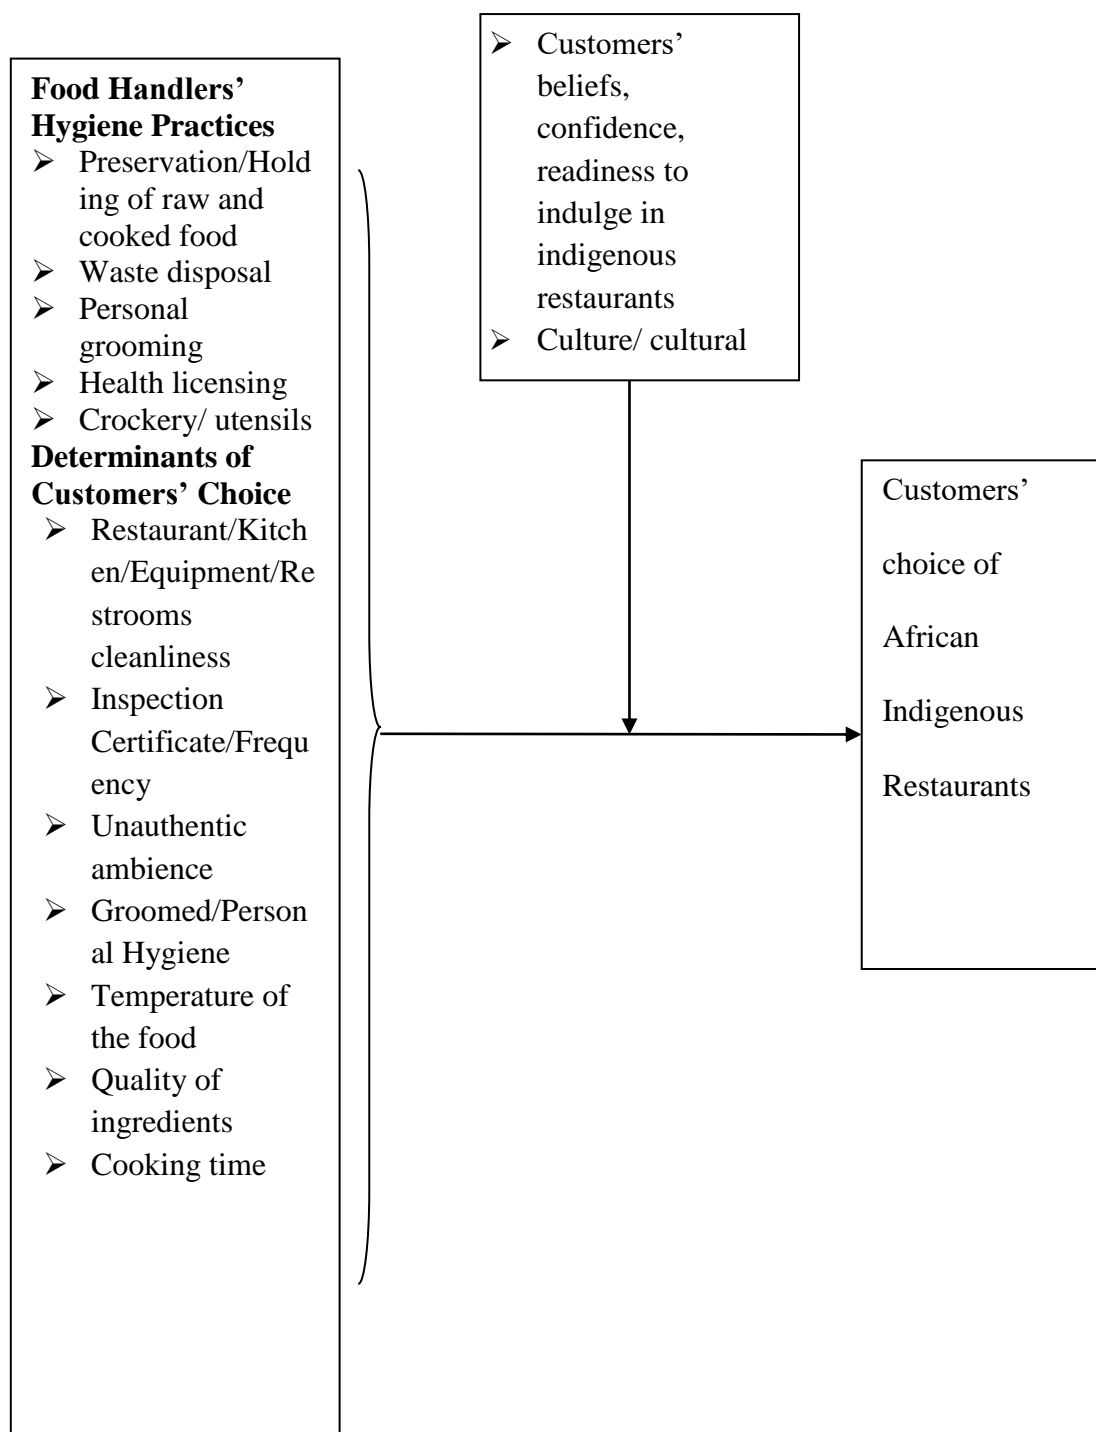 Food Handlers’
Hygiene Practices
➢ Preservation/Hold
ing of raw and
cooked food
➢ Waste disposal
➢ Personal
grooming
➢ Health licensing
➢ Crockery/ utensils
Determinants of
Customers’ Choice
➢ Restaurant/Kitch
en/Equipment/Re
strooms
cleanliness
➢ Inspection
Certificate/Frequ
ency
➢ Unauthentic
ambience
➢ Groomed/Person
al Hygiene
➢ Temperature of
the food
➢ Quality of
ingredients
➢ Cooking time
➢ Customers’
beliefs,
confidence,
readiness to
indulge in
indigenous
restaurants
➢ Culture/ cultural
Customers’
choice of
African
Indigenous
Restaurants